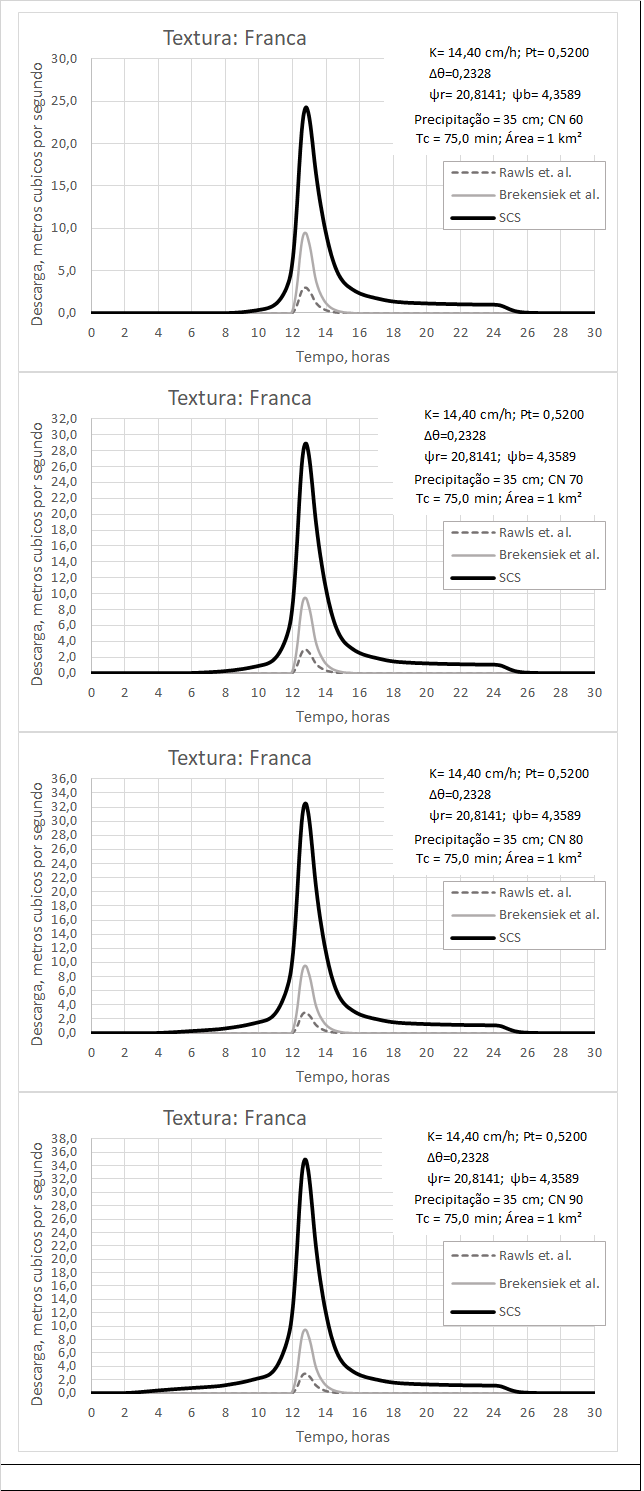 Textura: Franca
K= 14,40 cm/h; Pt= 0,5200
Δθ=0,2328
ψr= 20,8141; ψb= 4,3589
Precipitação = 35 cm; CN 60
Tc = 75,0 min; Área = 1 km²
Rawls et. al.
Brekensiek et al.
SCS
Descarga, metros cubicos por segundo
30,0
25,0
20,0
15,0
10,0
5,0
0,0
0 2 4 6 8 10 12 14 16 18 20 22 24 26 28 30
Tempo, horas
Textura: Franca
K= 14,40 cm/h; Pt= 0,5200
Δθ=0,2328
ψr= 20,8141; ψb= 4,3589
Precipitação = 35 cm; CN 70
Tc = 75,0 min; Área = 1 km²
Rawls et. al.
Brekensiek et al.
SCS
Descarga, metros cubicos por segundo
32,0
30,0
28,0
26,0
24,0
22,0
20,0
18,0
16,0
14,0
12,0
10,0
8,0
6,0
4,0
2,0
0,0
0 2 4 6 8 10 12 14 16 18 20 22 24 26 28 30
Tempo, horas
Textura: Franca
K= 14,40 cm/h; Pt= 0,5200
Δθ=0,2328
ψr= 20,8141; ψb= 4,3589
Precipitação = 35 cm; CN 80
Tc = 75,0 min; Área = 1 km²
Rawls et. al.
Brekensiek et al.
SCS
Descarga, metros cubicos por segundo
36,0
34,0
32,0
30,0
28,0
26,0
24,0
22,0
20,0
18,0
16,0
14,0
12,0
10,0
8,0
6,0
4,0
2,0
0,0
0 2 4 6 8 10 12 14 16 18 20 22 24 26 28 30
Tempo, horas
Textura: Franca
K= 14,40 cm/h; Pt= 0,5200
Δθ=0,2328
ψr= 20,8141; ψb= 4,3589
Precipitação = 35 cm; CN 90
Tc = 75,0 min; Área = 1 km²
Rawls et. al.
Brekensiek et al.
SCS
Descarga, metros cubicos por segundo
38,0
36,0
34,0
32,0
30,0
28,0
26,0
24,0
22,0
20,0
18,0
16,0
14,0
12,0
10,0
8,0
6,0
4,0
2,0
0,0
0 2 4 6 8 10 12 14 16 18 20 22 24 26 28 30
Tempo, horas